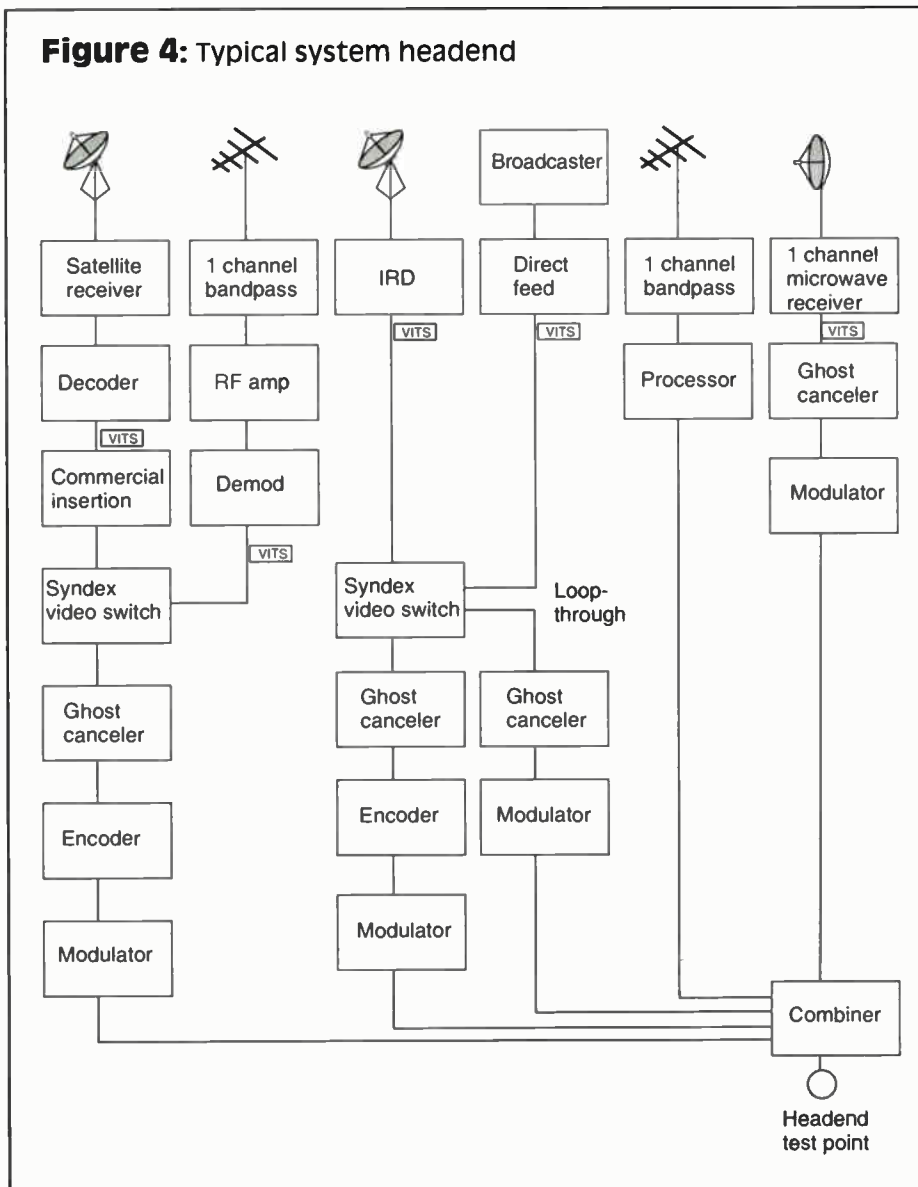 Figure 4: Typical system headend
Broadcaster
Satellite
receiver
1 channel
bandpass
IRD
Direct
feed
1 channel
bandpass
1 channel
microwave
receiver
VITS
VITS
VITS
Decoder
RF amp
Processor
Ghost
canceler
VITS
Commercial
insertion
Demod
Modulator
VITS
Syndex
video switch
Syndex
video switch
Loop-
through
Ghost
canceler
Ghost
canceler
Ghost
canceler
Encoder
Encoder
Modulator
Modulator
Modulator
Combiner
Headend
test point